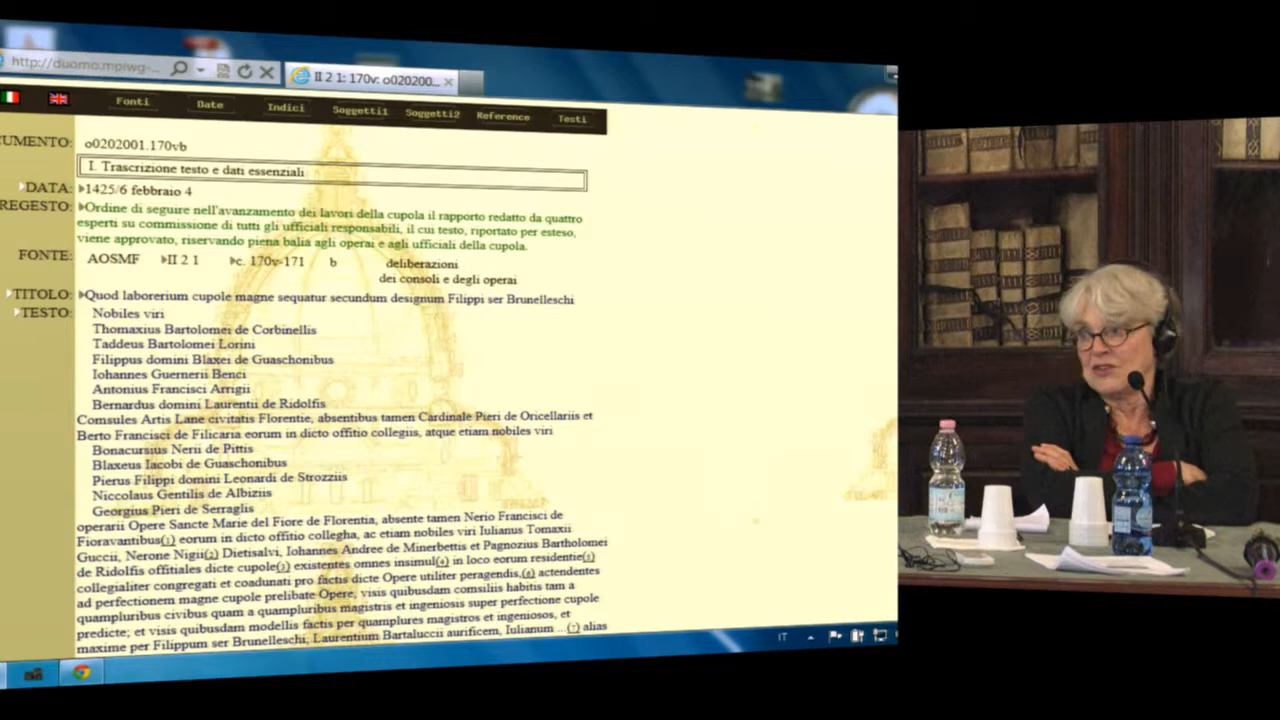 http://duomo.mpiwg-...
II 2 1: 170v: o020200...
Fonti Date Indici Soggetti1 Soggetti2 Reference Testi
CUMENTO: o0202001.170vb
I. Trascrizione testo e dati essenziali
DATA: 1425/6 febbraio 4
REGESTO: Ordine di seguire nell'avanzamento dei lavori della cupola il rapporto redatto da quattro
esperti su commissione di tutti gli ufficiali responsabili, il cui testo, riportato per esteso,
viene approvato, riservando piena balia agli operai e agli ufficiali della cupola.
FONTE: AOSMF II 2 1 c. 170v-171 b deliberazioni
dei consoli e degli operai
TITOLO: Quod laborerium cupole magne sequatur secundum designum Filippi ser Brunelleschi
TESTO: Nobiles viri
Thomaxius Bartolomei de Corbinellis
Taddeus Bartolomei Lorini
Filippus domini Blaxei de Guaschonibus
Iohannes Guernerii Benci
Antonius Francisci Arrigii
Bernardus domini Laurentii de Ridolfis
Comsules Artis Lane civitatis Florentie, absentibus tamen Cardinale Pieri de Oricellariis et
Berto Francisci de Filicaria eorum in dicto offitio collegiis, atque etiam nobiles viri
Bonacursius Nerii de Pittis
Blaxeus Iacobi de Guaschonibus
Pierus Filippi domini Leonardi de Strozziis
Niccolaus Gentilis de Albiziis
Georgius Pieri de Serraglis
operarii Opere Sancte Marie del Fiore de Florentia, absente tamen Nerio Francisci de
Fioravantibus(1) eorum in dicto offitio collegha, ac etiam nobiles viri Iulianus Tomaxii
Guccii, Nerone Nigii(2) Dietisalvi, Iohannes Andree de Minerbettis et Pagnozius Bartholomei
de Ridolfis offitiales dicte cupole(3) existentes omnes insimul(4) in loco eorum residentie(5)
collegialiter congregati et coadunati pro factis dicte Opere utiliter peragendis,(6) actendentes
ad perfectionem magne cupole prelibate Opere, visis quibusdam comsiliis habitis tam a
quampluribus civibus quam a quampluribus magistris et ingeniosis super perfectione cupole
predicte; et visis quibusdam modellis factis per quamplures magistros et ingeniosos, et
maxime per Filippum ser Brunelleschi, Laurentium Bartaluccii aurificem, Iulianum ...(7) alias
IT